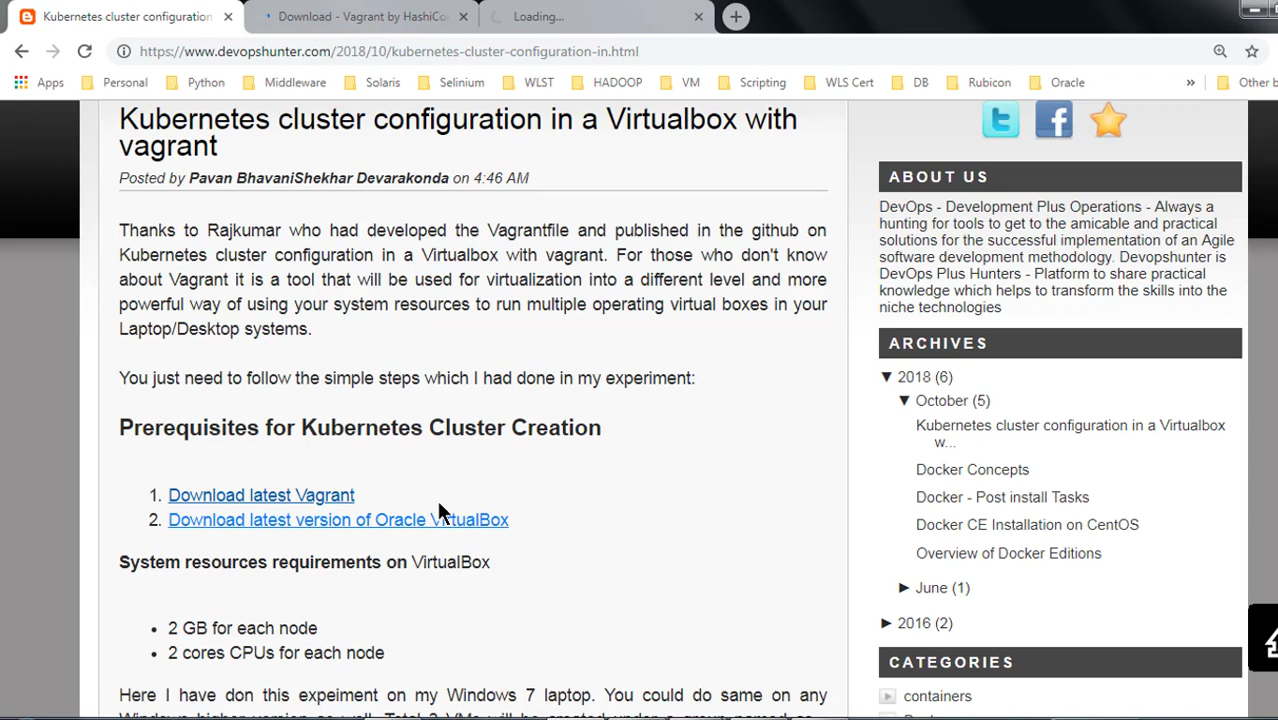 Kubernetes cluster configuration
Download - Vagrant by HashiCo
Loading...
https://www.devopshunter.com/2018/10/kubernetes-cluster-configuration-in.html
Apps Personal Python Middleware Solaris Selinium WLST HADOOP VM Scripting WLS Cert DB Rubicon Oracle » Other b
Kubernetes cluster configuration in a Virtualbox with
vagrant
Posted by Pavan BhavaniShekhar Devarakonda on 4:46 AM
Thanks to Rajkumar who had developed the Vagrantfile and published in the github on
Kubernetes cluster configuration in a Virtualbox with vagrant. For those who don't know
about Vagrant it is a tool that will be used for virtualization into a different level and more
powerful way of using your system resources to run multiple operating virtual boxes in your
Laptop/Desktop systems.
You just need to follow the simple steps which I had done in my experiment:
Prerequisites for Kubernetes Cluster Creation
1. Download latest Vagrant
2. Download latest version of Oracle VirtualBox
System resources requirements on VirtualBox
• 2 GB for each node
• 2 cores CPUs for each node
Here I have don this expeiment on my Windows 7 laptop. You could do same on any
ABOUT US
DevOps - Development Plus Operations - Always a
hunting for tools to get to the amicable and practical
solutions for the successful implementation of an Agile
software development methodology. Devopshunter is
DevOps Plus Hunters - Platform to share practical
knowledge which helps to transform the skills into the
niche technologies
ARCHIVES
▼ 2018 (6)
▼ October (5)
Kubernetes cluster configuration in a Virtualbox
w...
Docker Concepts
Docker - Post install Tasks
Docker CE Installation on CentOS
Overview of Docker Editions
► June (1)
► 2016 (2)
CATEGORIES
containers